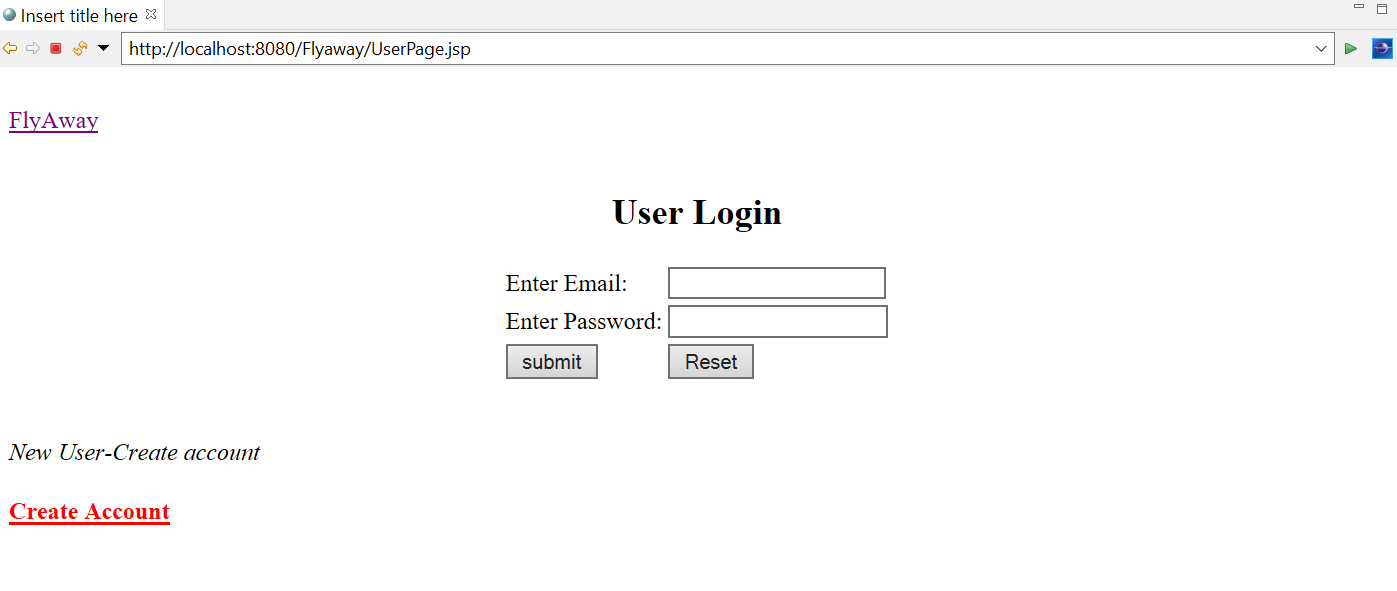 Insert title here
http://localhost:8080/Flyaway/UserPage.jsp
FlyAway
User Login
Enter Email:
Enter Password:
submit Reset
New User-Create account
Create Account